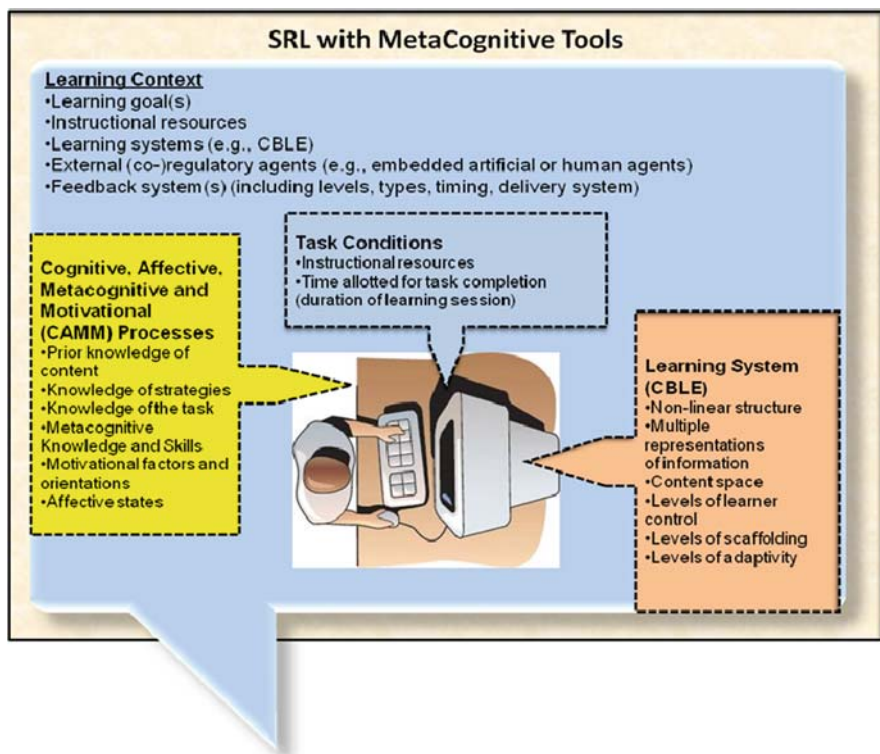 SRL with MetaCognitive Tools
Learning Context
•Learning goal(s)
•Instructional resources
•Learning systems (e.g., CBLE)
•External (co-)regulatory agents (e.g., embedded artificial or human agents)
•Feedback system(s) (including levels, types, timing, delivery system)
Cognitive, Affective,
Metacognitive and
Motivational
(CAMM) Processes
•Prior knowledge of
content
•Knowledge of strategies
•Knowledge of the task
•Metacognitive
Knowledge and Skills
•Motivational factors and
orientations
•Affective states
Task Conditions
•Instructional resources
•Time allotted for task completion
(duration of learning session)
Learning System
(CBLE)
•Non-linear structure
•Multiple
representations
of information
•Content space
•Levels of learner
control
•Levels of scaffolding
•Levels of adaptivity